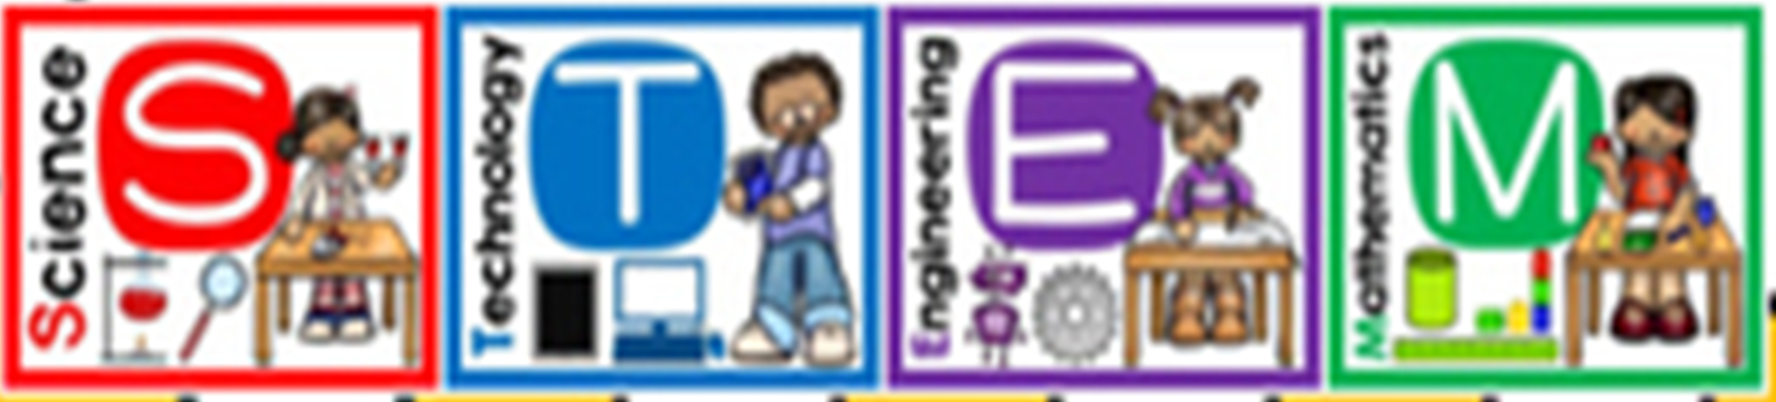 Science
S
Technology
T
Engineering
E
Mathematics
M